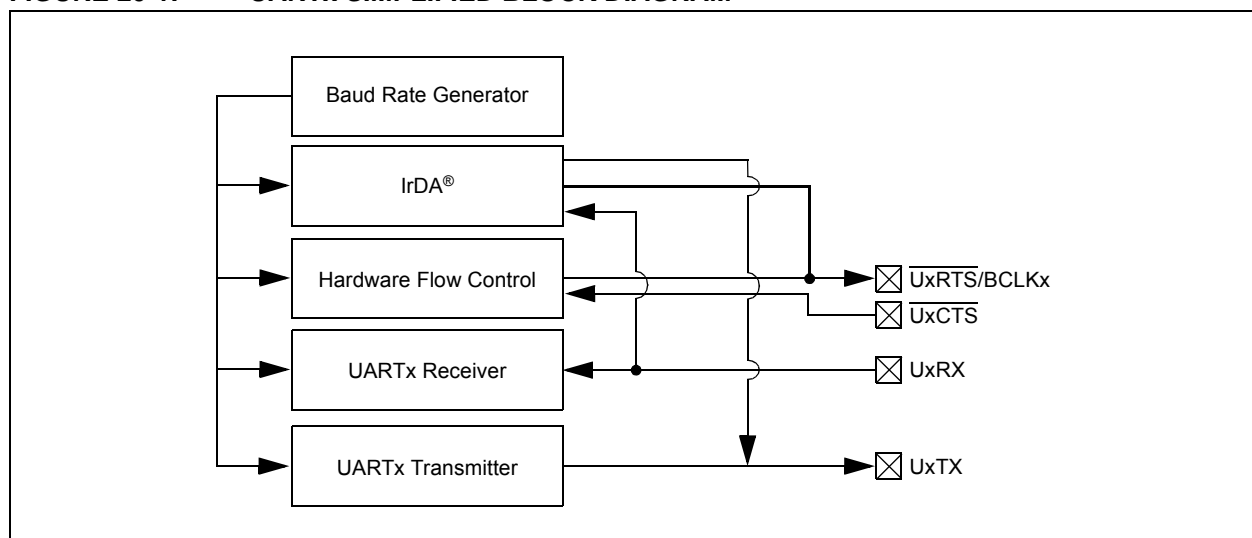 Baud Rate Generator
IrDA®
Hardware Flow Control
UxRTS/BCLKx
UxCTS
UARTx Receiver
UxRX
UARTx Transmitter
UxTX